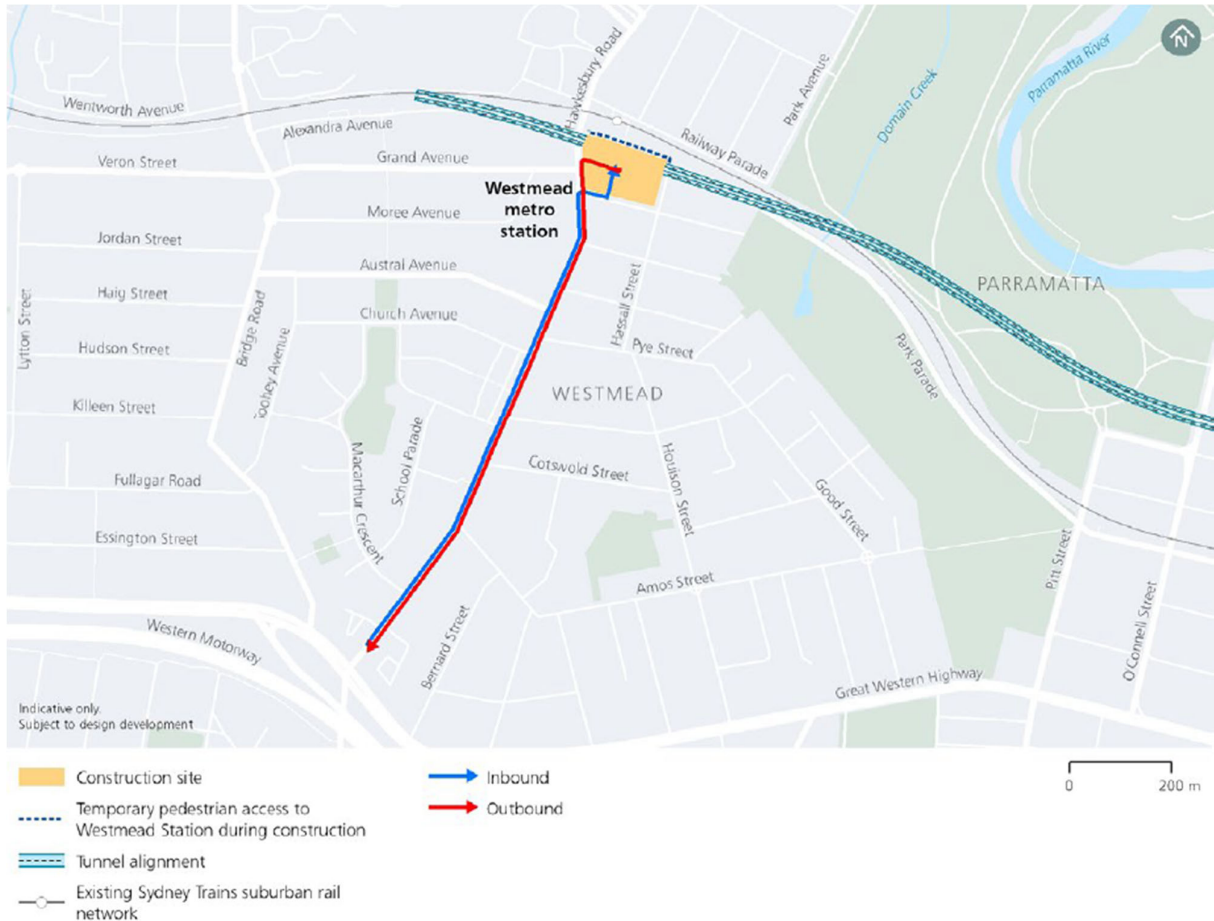 N
Hawkesbury Road
Park Avenue
Domain Creek
Parramatta River
Wentworth Avenue
Alexandra Avenue
Railway Parade
Veron Street
Grand Avenue
Westmead
metro
station
Moree Avenue
Jordan Street
Austral Avenue
PARRAMATTA
Haig Street
Hassall Street
Church Avenue
Lytton Street
Bridge Road
Toohey Avenue
Hudson Street
Pye Street
Park Parade
WESTMEAD
Killeen Street
School Parade
Macarthur Crescent
Cotswold Street
Houison Street
Good Street
Fullagar Road
Essington Street
Pitt Street
Amos Street
Western Motorway
Bernard Street
O'Connell Street
Great Western Highway
Indicative only.
Subject to design development
Construction site
Temporary pedestrian access to
Westmead Station during construction
Tunnel alignment
Existing Sydney Trains suburban rail
network
Inbound
Outbound
0 200 m